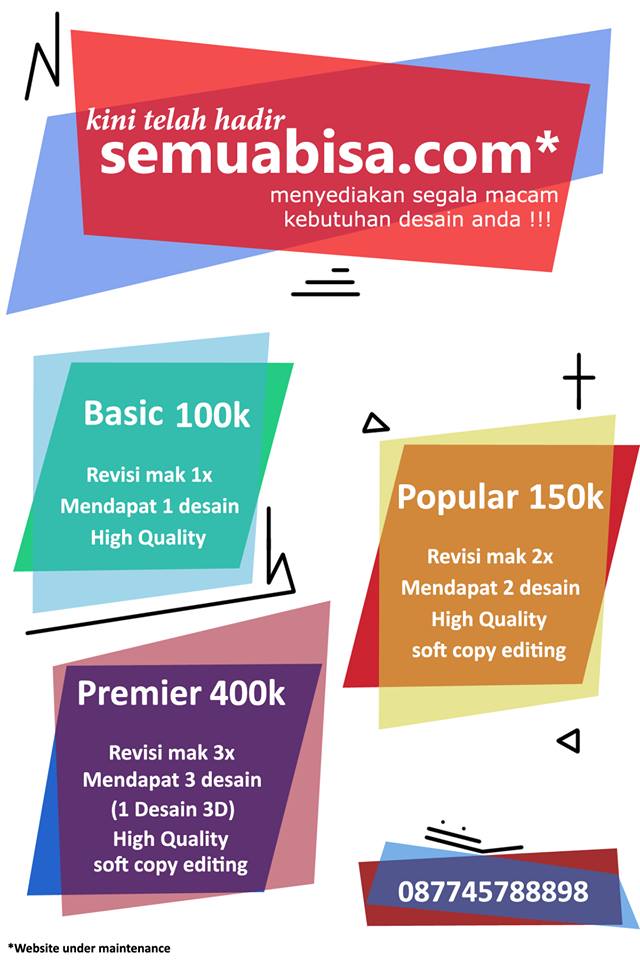 kini telah hadir
semuabisa.com*
menyediakan segala macam
kebutuhan desain anda !!!
Basic 100k
Revisi mak 1x
Mendapat 1 desain
High Quality
Popular 150k
Revisi mak 2x
Mendapat 2 desain
High Quality
soft copy editing
Premier 400k
Revisi mak 3x
Mendapat 3 desain
(1 Desain 3D)
High Quality
soft copy editing
087745788898
*Website under maintenance